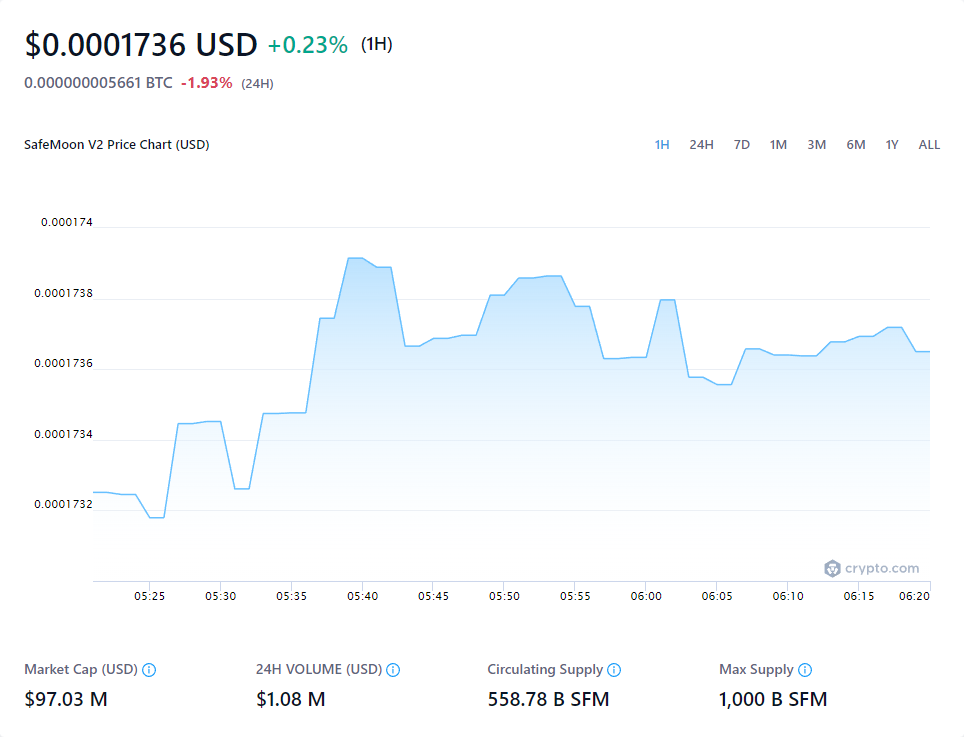 $0.0001736 USD +0.23% (1H)
0.000000005661 BTC -1.93% (24H)
SafeMoon V2 Price Chart (USD) 1H 24H 7D 1M 3M 6M 1Y ALL
0.000174
0.0001738
0.0001736
0.0001734
0.0001732
crypto.com
05:25 05:30 05:35 05:40 05:45 05:50 05:55 06:00 06:05 06:10 06:15 06:20
Market Cap (USD) 24H VOLUME (USD) Circulating Supply Max Supply
$97.03 M $1.08 M 558.78 B SFM 1,000 B SFM